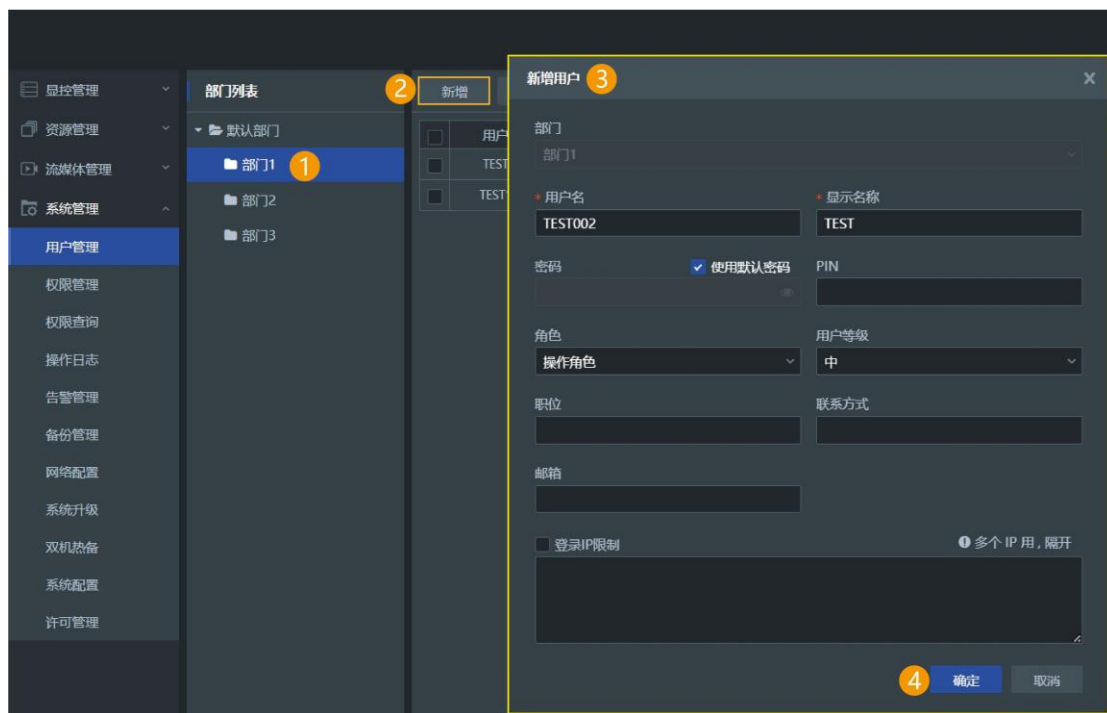 显控管理
资源管理
流媒体管理
系统管理
用户管理
权限管理
权限查询
操作日志
告警管理
备份管理
网络配置
系统升级
双机热备
系统配置
许可管理
部门列表
默认部门
部门1 1
部门2
部门3
2 新增
用户
TEST
TEST
新增用户 3
部门
部门1
* 用户名 * 显示名称
TEST002 TEST
密码 使用默认密码 PIN
角色 用户等级
操作角色 中
职位 联系方式
邮箱
登录IP限制 多个 IP 用 , 隔开
4 确定 取消